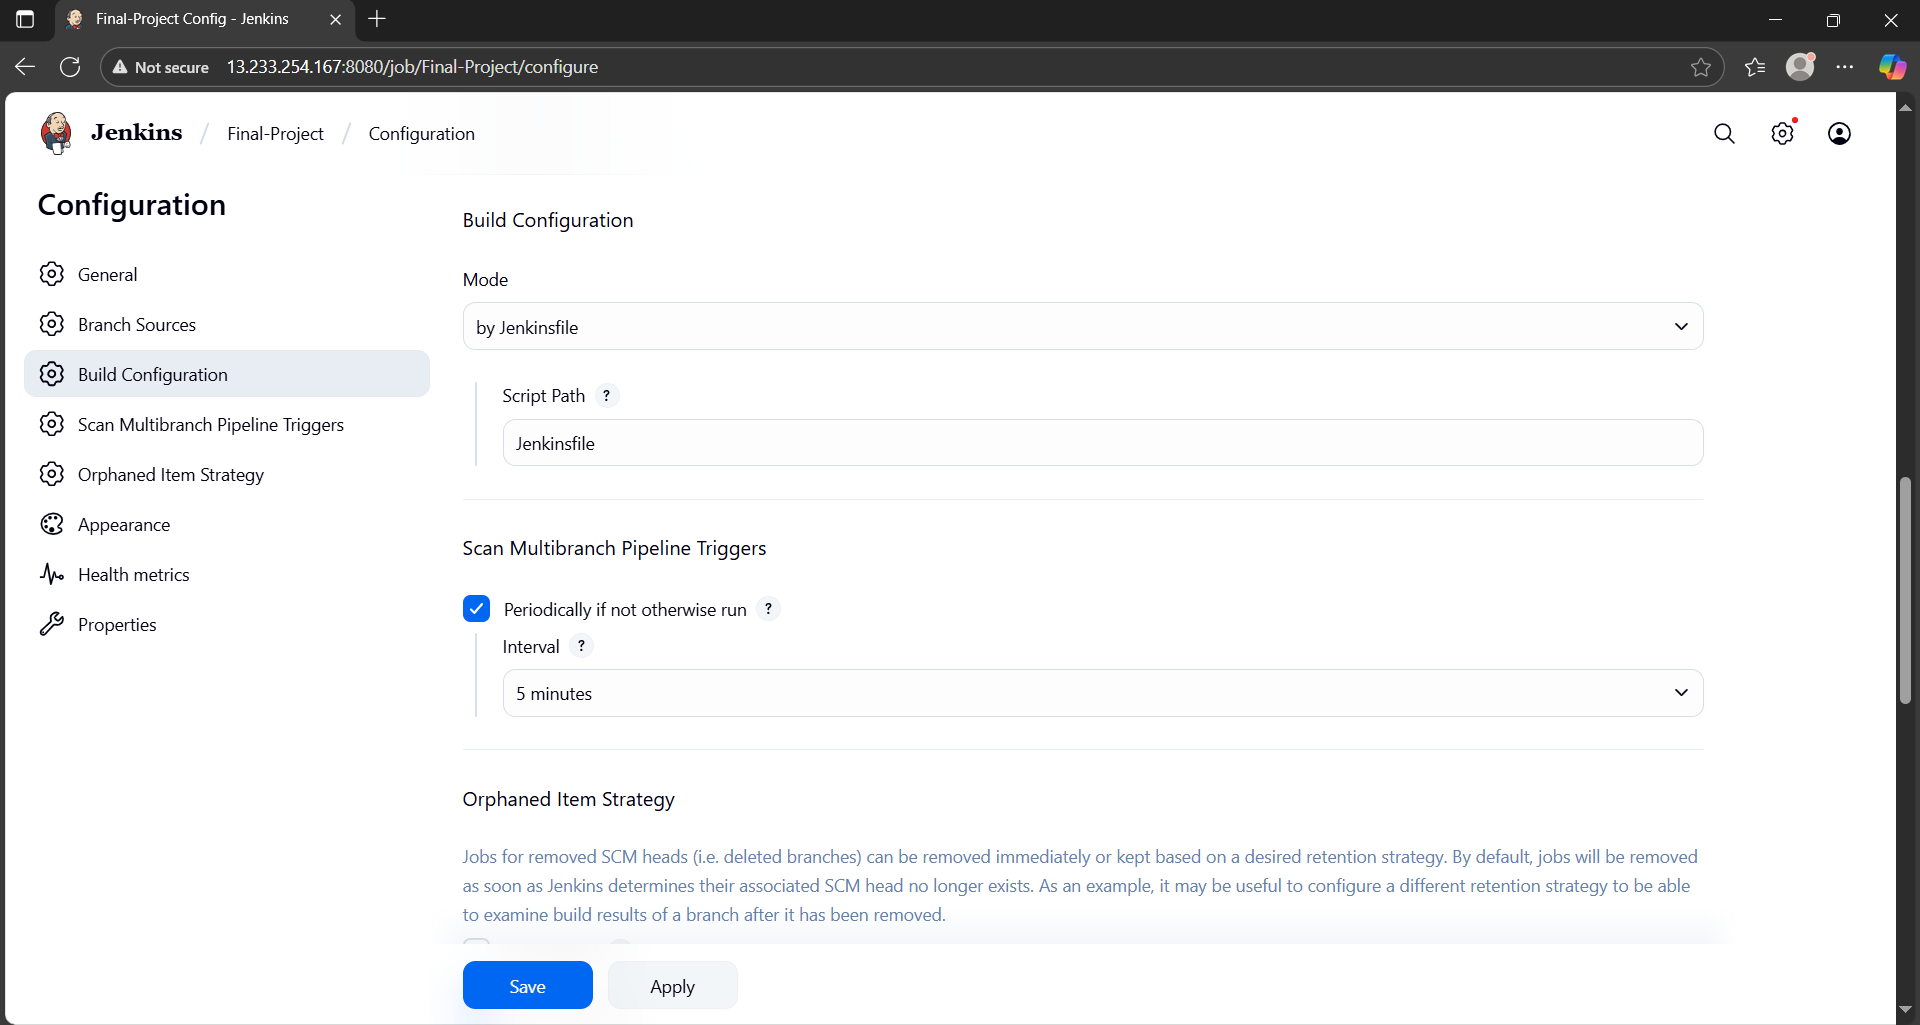 Final-Project Config - Jenkins
Not secure 13.233.254.167:8080/job/Final-Project/configure
Jenkins / Final-Project / Configuration
Configuration
General
Branch Sources
Build Configuration
Scan Multibranch Pipeline Triggers
Orphaned Item Strategy
Appearance
Health metrics
Properties
Build Configuration
Mode
by Jenkinsfile
Script Path ?
Jenkinsfile
Scan Multibranch Pipeline Triggers
Periodically if not otherwise run ?
Interval ?
5 minutes
Orphaned Item Strategy
Jobs for removed SCM heads (i.e. deleted branches) can be removed immediately or kept based on a desired retention strategy. By default, jobs will be removed
as soon as Jenkins determines their associated SCM head no longer exists. As an example, it may be useful to configure a different retention strategy to be able
to examine build results of a branch after it has been removed.
Save
Apply